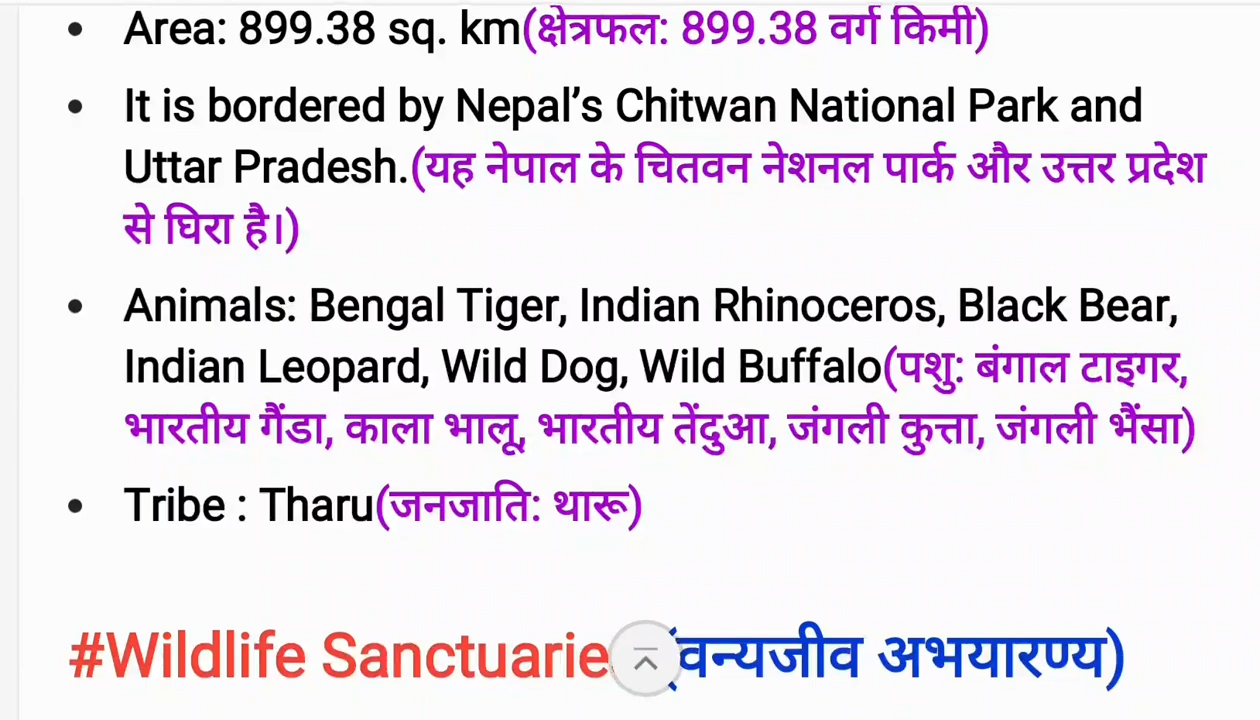 • Area: 899.38 sq. km(क्षेत्रफल: 899.38 वर्ग किमी)
• It is bordered by Nepal’s Chitwan National Park and
Uttar Pradesh.(यह नेपाल के चितवन नेशनल पार्क और उत्तर प्रदेश
से घिरा है।)
• Animals: Bengal Tiger, Indian Rhinoceros, Black Bear,
Indian Leopard, Wild Dog, Wild Buffalo(पशु: बंगाल टाइगर,
भारतीय गैंडा, काला भालू, भारतीय तेंदुआ, जंगली कुत्ता, जंगली भैंसा)
• Tribe : Tharu(जनजाति: थारू)
#Wildlife Sanctuarie (वन्यजीव अभयारण्य)